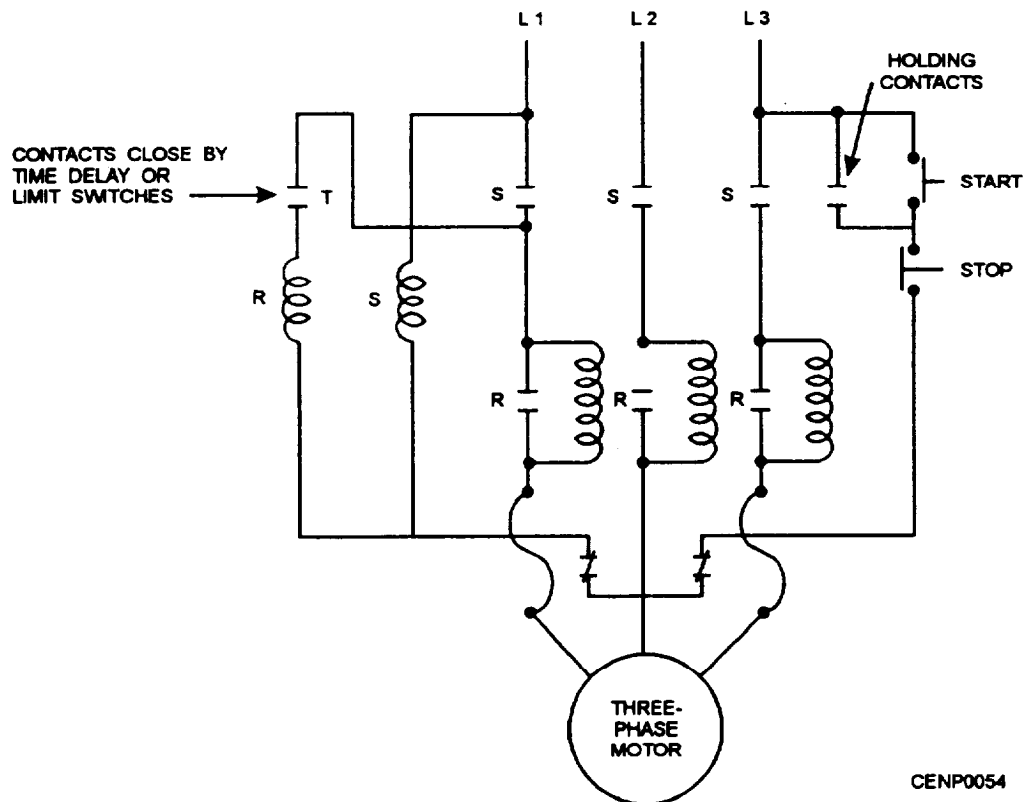 L 1
L 2
L 3
HOLDING
CONTACTS
CONTACTS CLOSE BY
TIME DELAY OR
LIMIT SWITCHES
T
S
S
S
START
STOP
R
S
R
R
R
THREE-
PHASE
MOTOR
CENP0054